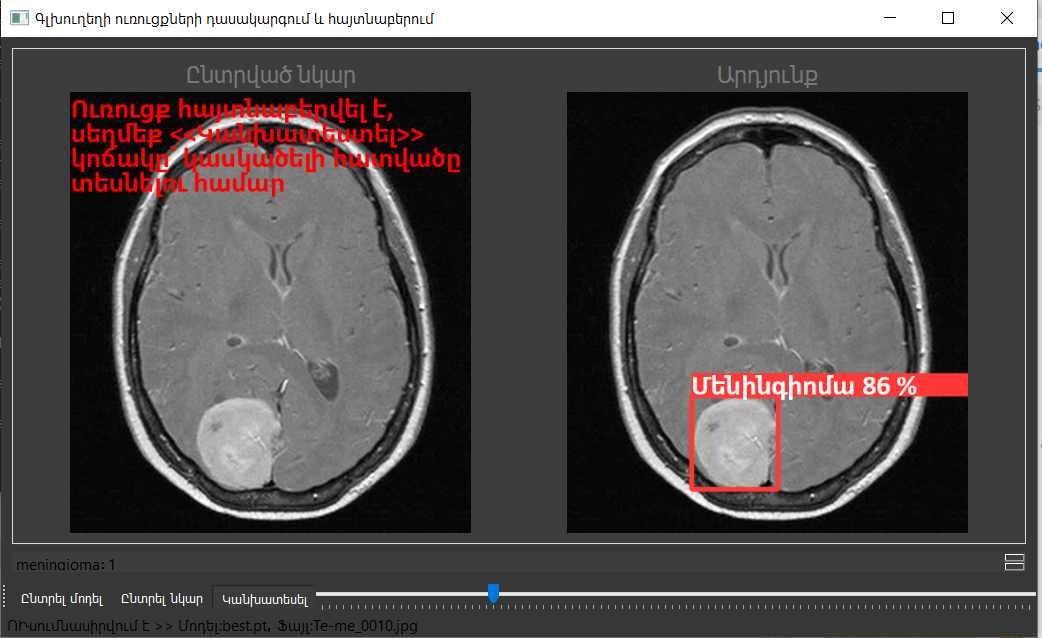 Գլխուղեղի ուռուցքների դասակարգում և հայտնաբերում
Ընտրված նկար
Արդյունք
Ուռուցք հայտնաբերվել է,
սեղմեք <<Կանխատեստել>>
կոճակը՝ կասկածելի հատվածը
տեսնելու համար
Մենինգիոմա 86 %
meningioma: 1
Ընտրել մոդել
Ընտրել նկար
Կանխատեսել
ՈՒսումնասիրվում է >> Մոդել:best.pt, Ֆայլ:Te-me_0010.jpg